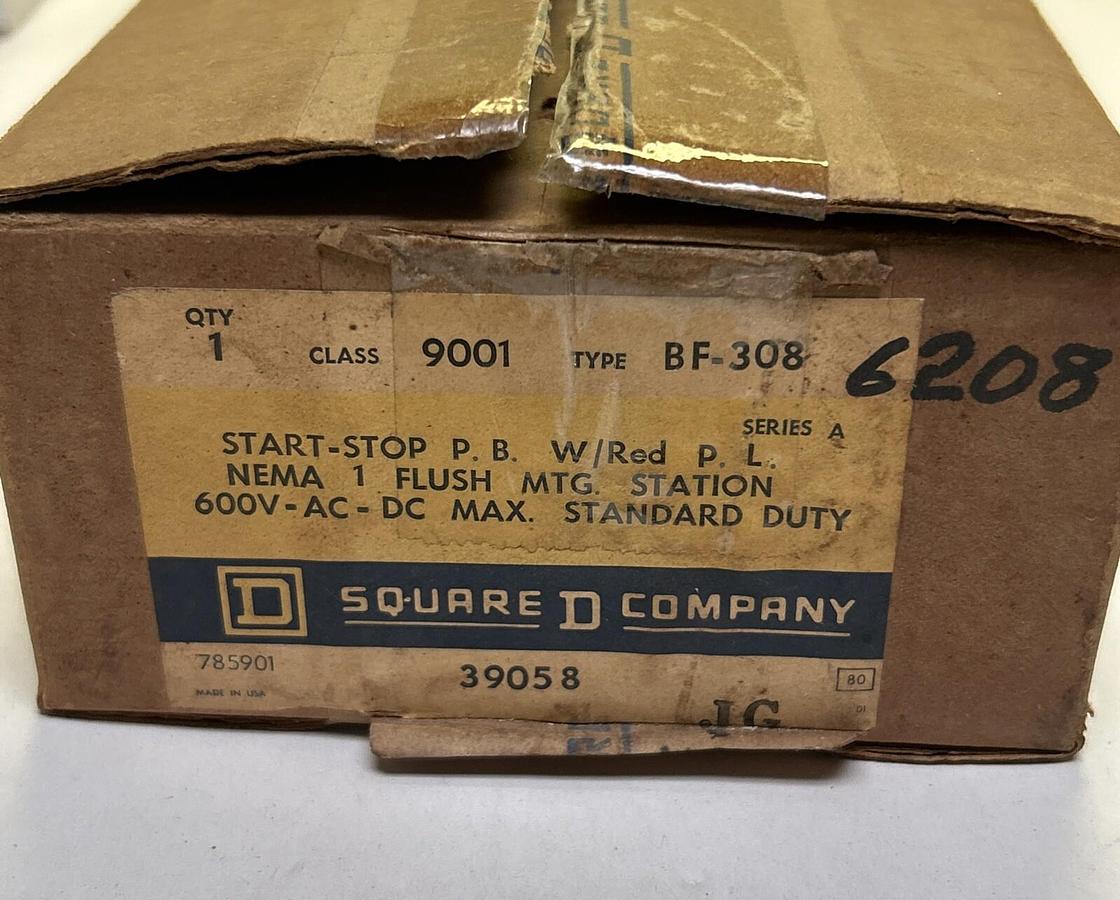 QTY
1 CLASS 9001 TYPE BF-308
6208
SERIES A
START-STOP P. B. W/Red P. L.
NEMA 1 FLUSH MTG. STATION
600V-AC-DC MAX. STANDARD DUTY
D SQUARE D COMPANY
785901 39058 80
MADE IN USA DI
JG